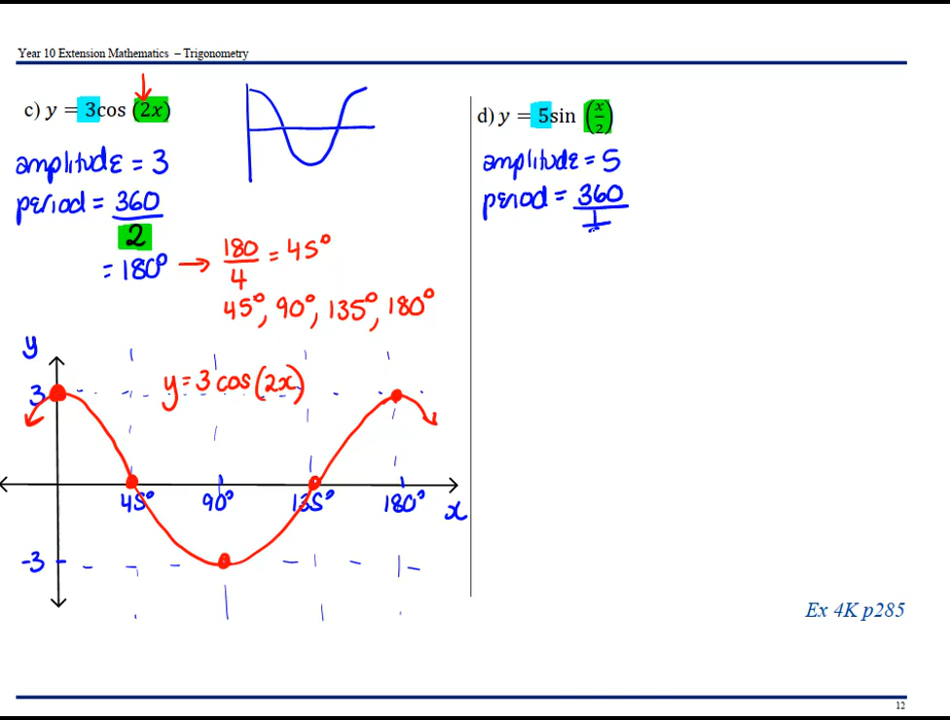 Year 10 Extension Mathematics – Trigonometry
c) y = 3cos (2x)
amplitude = 3
period = 360
2
= 180° → 180/4 = 45°
45°, 90°, 135°, 180°
y
3
y = 3 cos (2x)
45° 90° 135° 180° x
-3
d) y = 5sin (x/2)
amplitude = 5
period = 360
1
Ex 4K p285
12